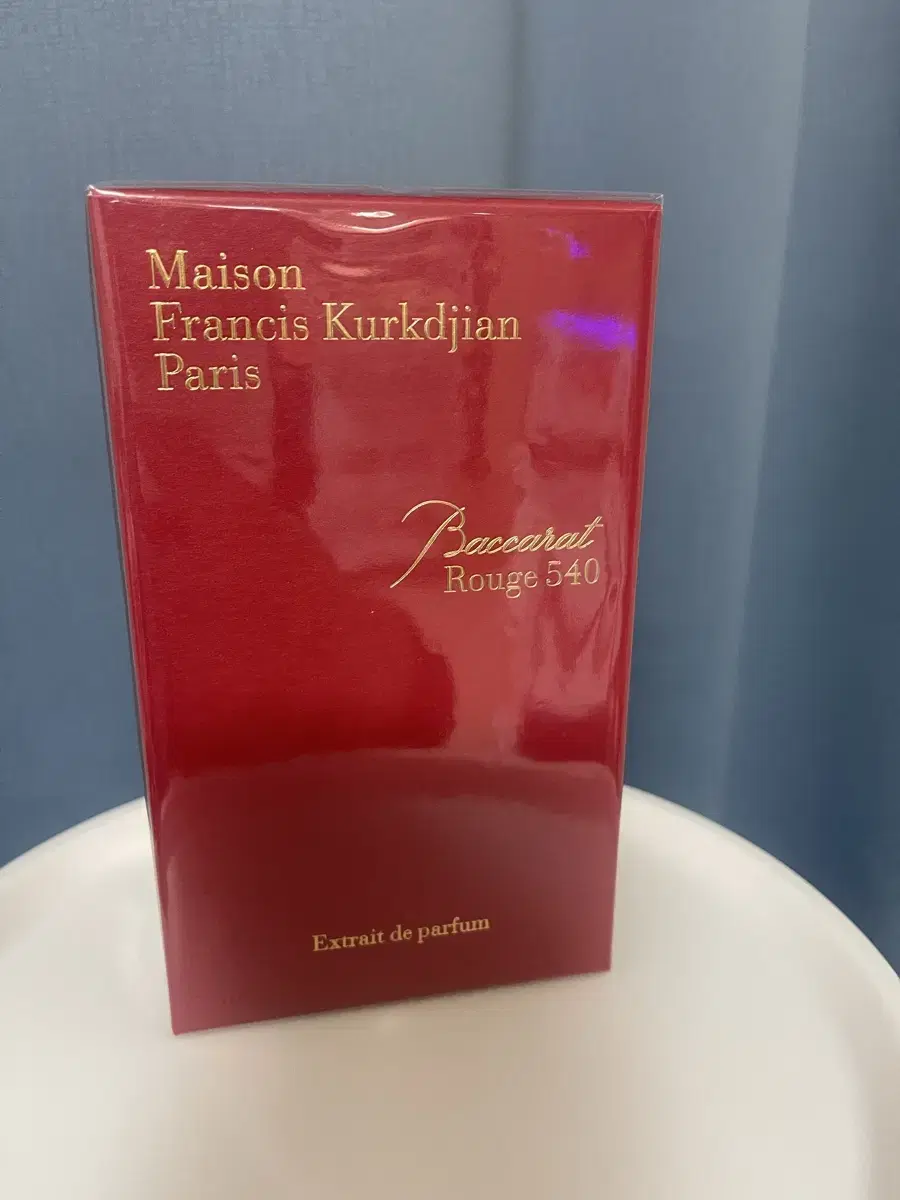 Maison
Francis Kurkdjian
Paris
Baccarat
Rouge 540
Extrait de parfum